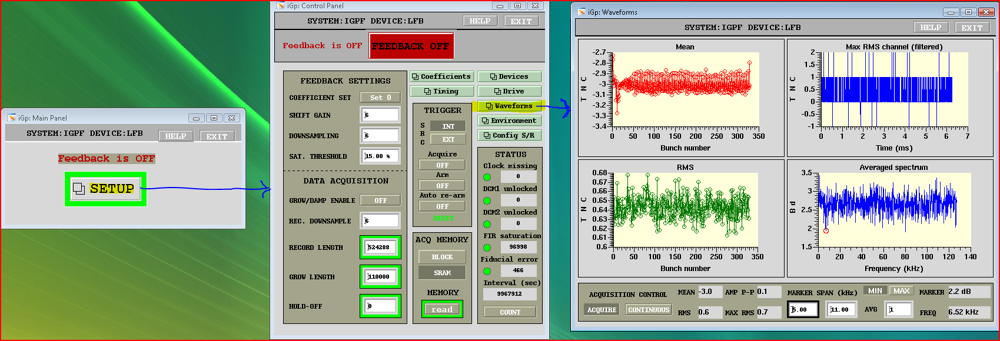 iGp: Main Panel
SYSTEM:IGPF DEVICE:LFB
HELP
EXIT
Feedback is OFF
SETUP
iGp: Control Panel
SYSTEM:IGPF DEVICE:LFB
HELP
EXIT
Feedback is OFF
FEEDBACK OFF
FEEDBACK SETTINGS
COEFFICIENT SET
Set 0
SHIFT GAIN
6
DOWNSAMPLING
6
SAT. THRESHOLD
15.00 %
DATA ACQUISITION
GROW/DAMP ENABLE
OFF
REC. DOWNSAMPLE
6
RECORD LENGTH
524288
GROW LENGTH
110000
HOLD-OFF
0
Coefficients
Devices
Timing
Drive
Waveforms
Environment
Config S/R
TRIGGER
SRC
INT
EXT
Acquire
OFF
Arm
OFF
Auto re-arm
OFF
RESET
ACQ MEMORY
BLOCK
SRAM
MEMORY
read
STATUS
Clock missing
0
DCM1 unlocked
0
DCM2 unlocked
0
FIR saturation
96998
Fiducial error
466
Interval (sec)
9967912
COUNT
iGp: Waveforms
SYSTEM:IGPF DEVICE:LFB
HELP
EXIT
Mean
-2.7
-2.8
-2.9
-3
-3.1
-3.2
-3.3
-3.4
TNC
0 50 100 150 200 250 300 350
Bunch number
Max RMS channel (filtered)
2
1.5
1
0.5
0
-0.5
-1
TNC
0 1 2 3 4 5 6 7
Time (ms)
RMS
0.68
0.67
0.66
0.65
0.64
0.63
0.62
0.61
0.6
TNC
0 50 100 150 200 250 300 350
Bunch number
Averaged spectrum
3.5
3
2.5
2
1.5
Bd
0 20 40 60 80 100 120 140
Frequency (kHz)
ACQUISITION CONTROL
ACQUIRE
CONTINUOUS
MEAN -3.0
AMP P-P 0.1
RMS 0.6
MAX RMS 0.7
MARKER SPAN (kHz)
5.00
11.00
MIN
MAX
AVG
1
MARKER 2.2 dB
FREQ 6.52 kHz